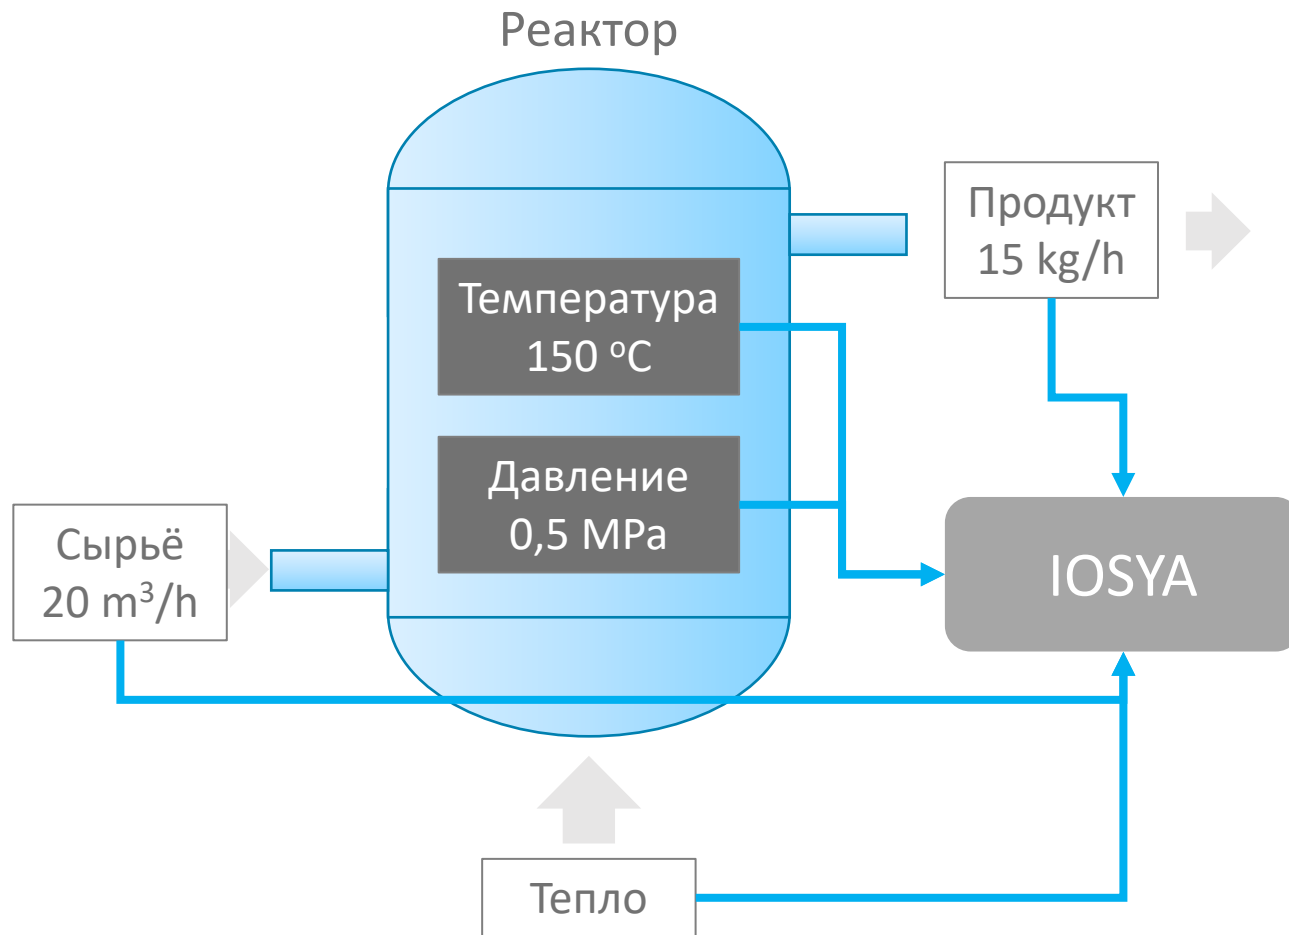 Реактор
Продукт
15 kg/h
Температура
150 ºC
Давление
0,5 MPa
Сырьё
20 m³/h
IOSYA
Тепло